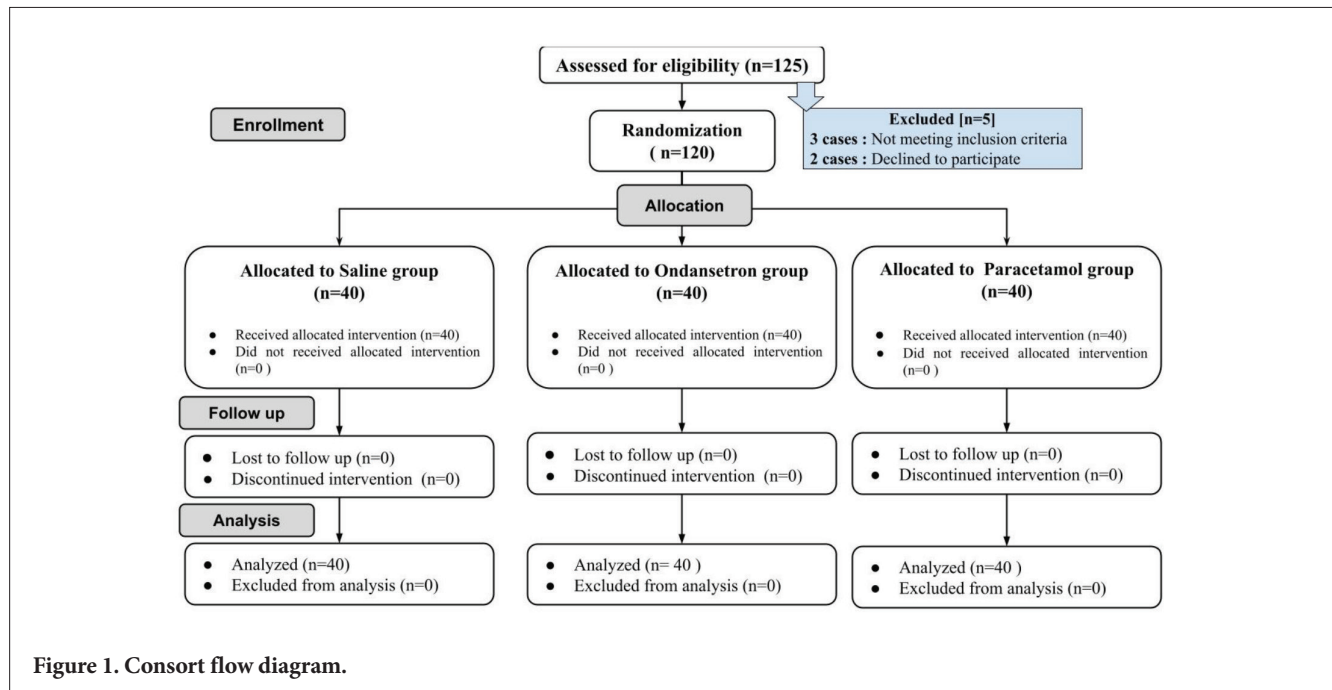 Assessed for eligibility (n=125)
Enrollment
Randomization
( n=120)
Excluded [n=5]
3 cases : Not meeting inclusion criteria
2 cases : Declined to participate
Allocation
Allocated to Saline group
(n=40)
● Received allocated intervention (n=40)
● Did not received allocated intervention
(n=0 )
Allocated to Ondansetron group
(n=40)
● Received allocated intervention (n=40)
● Did not received allocated intervention
(n=0 )
Allocated to Paracetamol group
(n=40)
● Received allocated intervention (n=40)
● Did not received allocated intervention
(n=0 )
Follow up
● Lost to follow up (n=0)
● Discontinued intervention (n=0)
● Lost to follow up (n=0)
● Discontinued intervention (n=0)
● Lost to follow up (n=0)
● Discontinued intervention (n=0)
Analysis
● Analyzed (n=40)
● Excluded from analysis (n=0)
● Analyzed (n= 40 )
● Excluded from analysis (n=0)
● Analyzed (n=40 )
● Excluded from analysis (n=0)
Figure 1. Consort flow diagram.